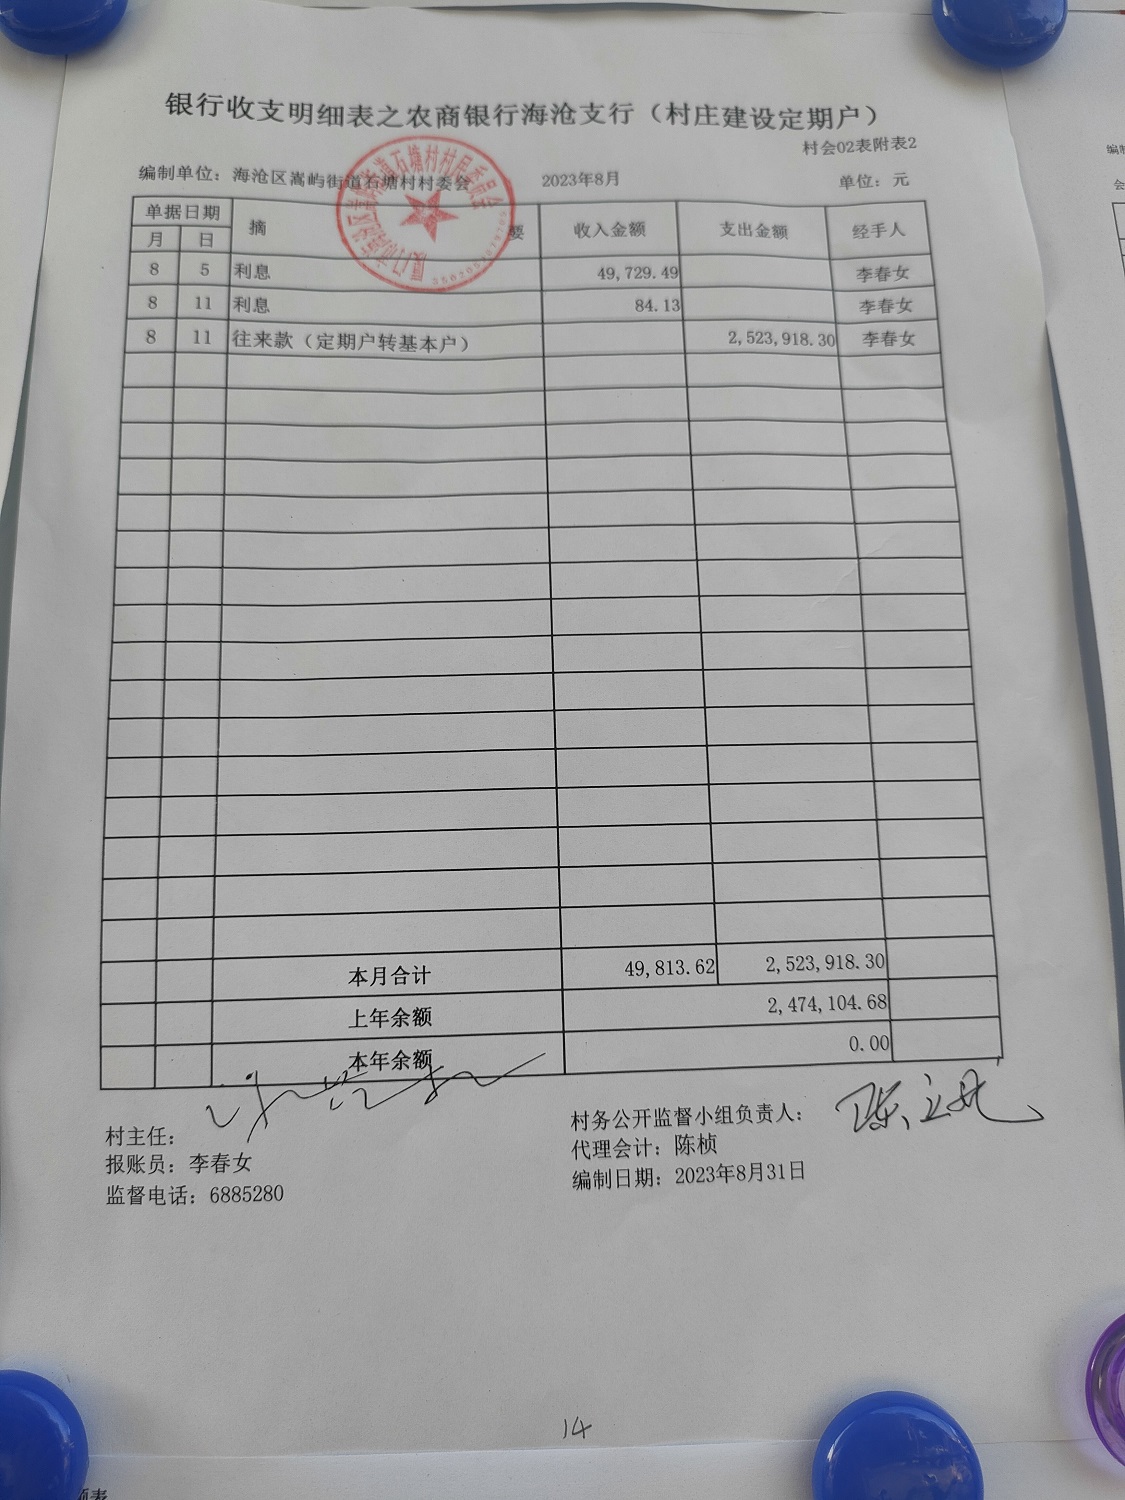 银行收支明细表之农商银行海沧支行（村庄建设定期户）
村会02表附表2
编制单位：海沧区嵩屿街道石塘村村委会 2023年8月 单位：元
单据日期 摘 要 收入金额 支出金额 经手人
月 日
8 5 利息 49,729.49 李春女
8 11 利息 84.13 李春女
8 11 往来款（定期户转基本户） 2,523,918.30 李春女
本月合计 49,813.62 2,523,918.30
上年余额 2,474,104.68
本年余额 0.00
村主任：
村务公开监督小组负责人：
报账员：李春女
代理会计：陈桢
监督电话：6885280
编制日期：2023年8月31日
14